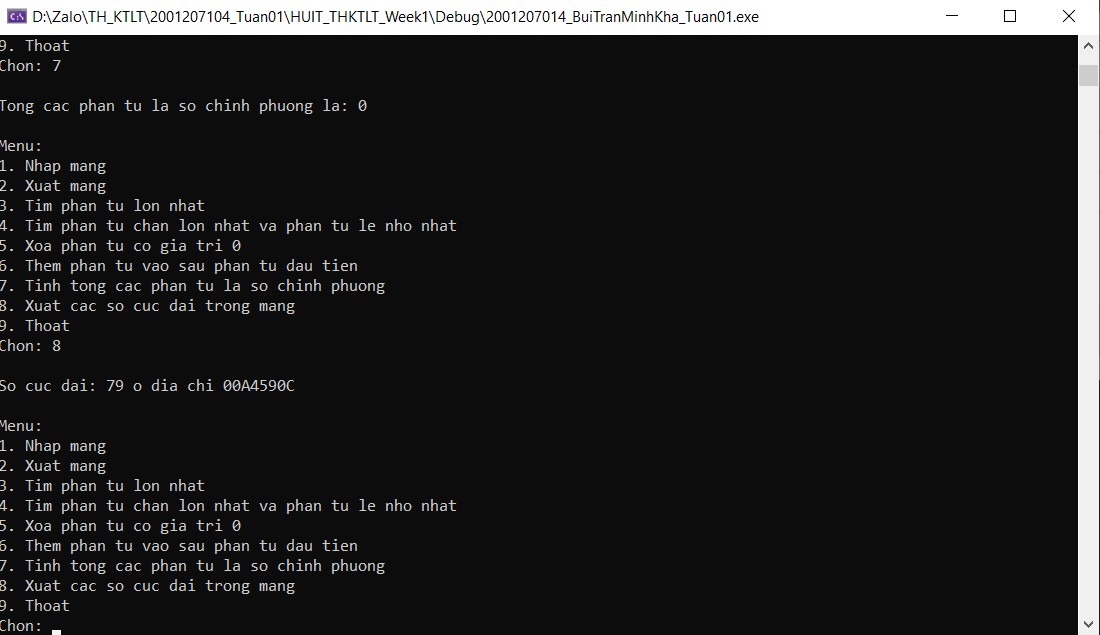 D:\Zalo\TH_KTLT\2001207104_Tuan01\HUIT_THKTLT_Week1\Debug\2001207014_BuiTranMinhKha_Tuan01.exe
9. Thoat
Chon: 7
Tong cac phan tu la so chinh phuong la: 0
Menu:
1. Nhap mang
2. Xuat mang
3. Tim phan tu lon nhat
4. Tim phan tu chan lon nhat va phan tu le nho nhat
5. Xoa phan tu co gia tri 0
6. Them phan tu vao sau phan tu dau tien
7. Tinh tong cac phan tu la so chinh phuong
8. Xuat cac so cuc dai trong mang
9. Thoat
Chon: 8
So cuc dai: 79 o dia chi 00A4590C
Menu:
1. Nhap mang
2. Xuat mang
3. Tim phan tu lon nhat
4. Tim phan tu chan lon nhat va phan tu le nho nhat
5. Xoa phan tu co gia tri 0
6. Them phan tu vao sau phan tu dau tien
7. Tinh tong cac phan tu la so chinh phuong
8. Xuat cac so cuc dai trong mang
9. Thoat
Chon: